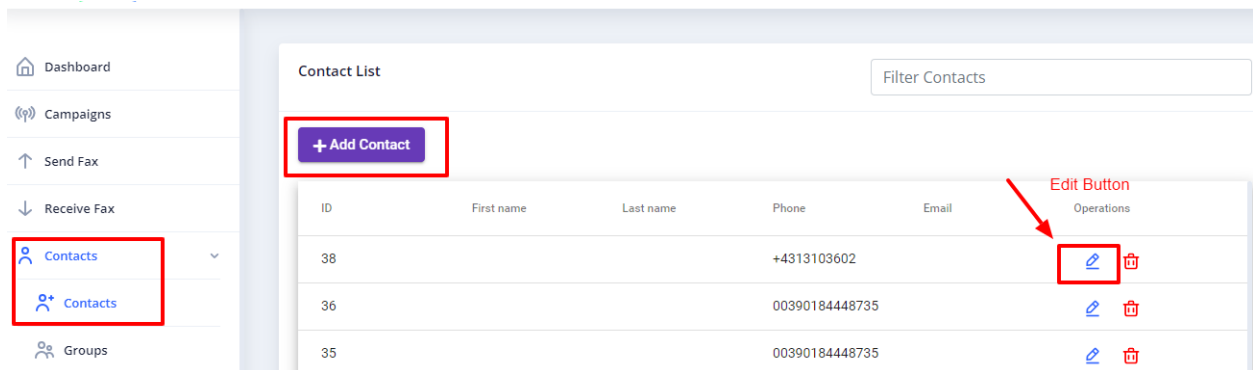 Dashboard
Campaigns
Send Fax
Receive Fax
Contacts
Contacts
Groups
Contact List
Filter Contacts
+ Add Contact
Edit Button
ID First name Last name Phone Email Operations
38 +4313103602
36 00390184448735
35 00390184448735